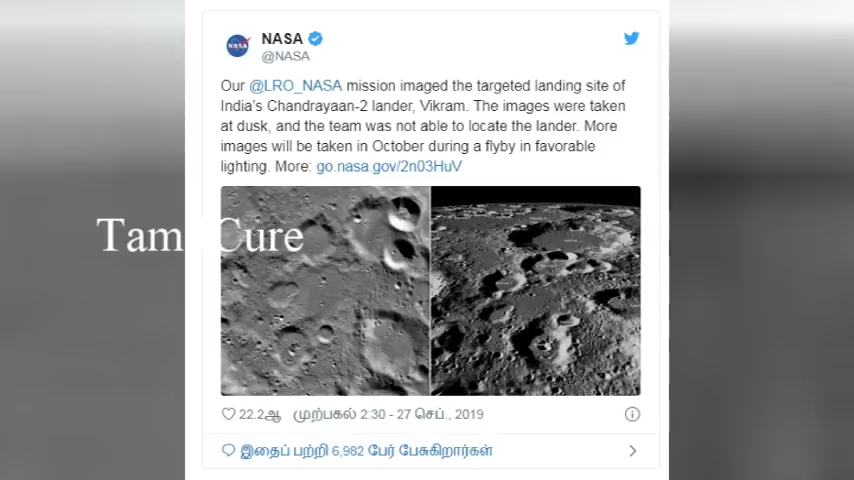 NASA
@NASA
Our @LRO_NASA mission imaged the targeted landing site of
India's Chandrayaan-2 lander, Vikram. The images were taken
at dusk, and the team was not able to locate the lander. More
images will be taken in October during a flyby in favorable
lighting. More: go.nasa.gov/2n03HuV
Cure
22.2ஆ முற்பகல் 2:30 - 27 செப்., 2019
இதைப் பற்றி 6,982 பேர் பேசுகிறார்கள்